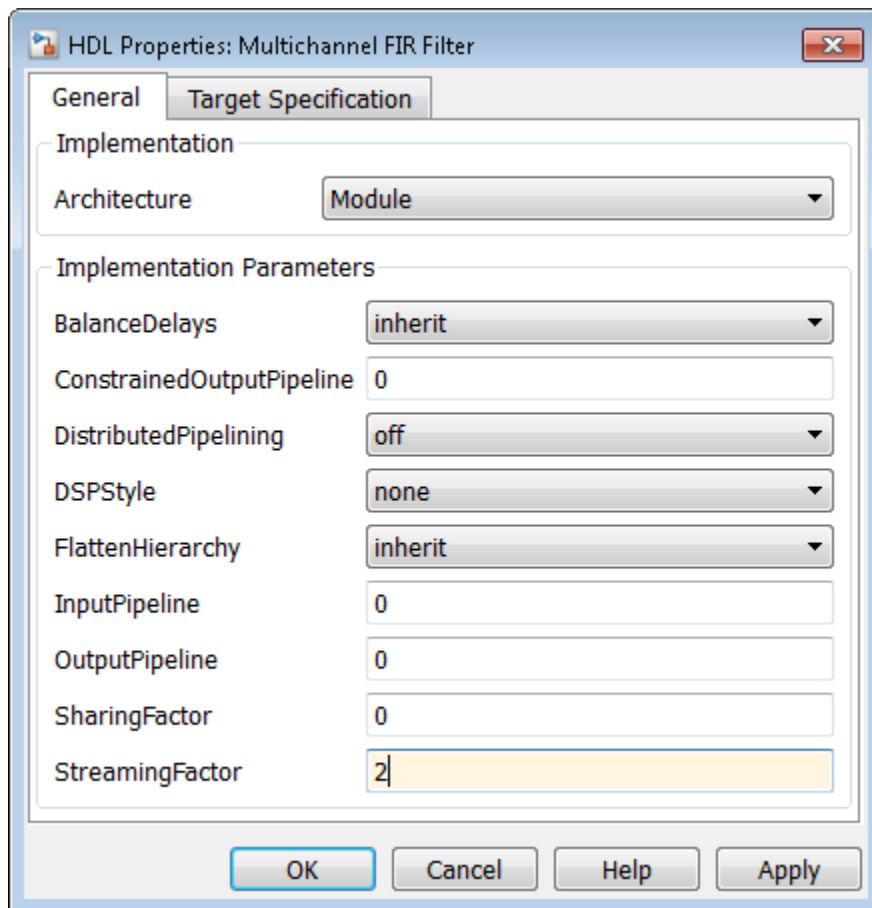 HDL Properties: Multichannel FIR Filter
General Target Specification
Implementation
Architecture Module
Implementation Parameters
BalanceDelays inherit
ConstrainedOutputPipeline 0
DistributedPipelining off
DSPStyle none
FlattenHierarchy inherit
InputPipeline 0
OutputPipeline 0
SharingFactor 0
StreamingFactor 2
OK Cancel Help Apply